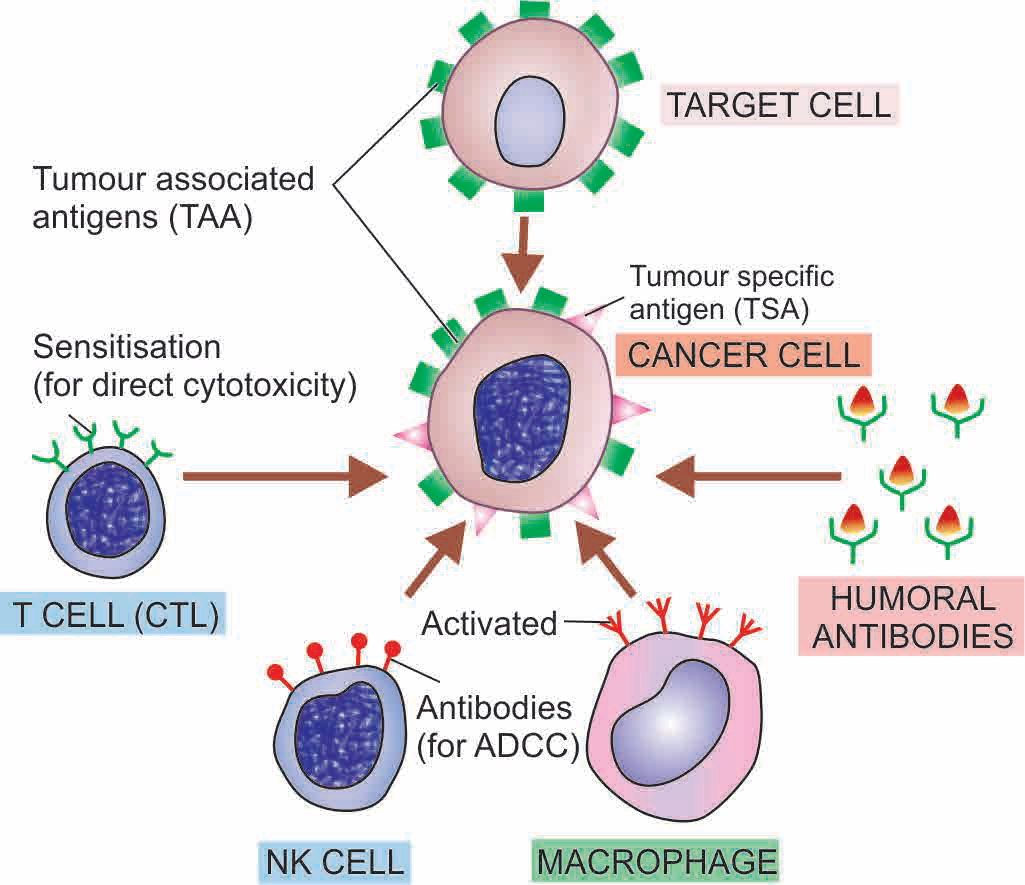 TARGET CELL
Tumour associated
antigens (TAA)
Tumour specific
antigen (TSA)
CANCER CELL
Sensitisation
(for direct cytotoxicity)
T CELL (CTL)
HUMORAL
ANTIBODIES
Activated
Antibodies
(for ADCC)
NK CELL
MACROPHAGE